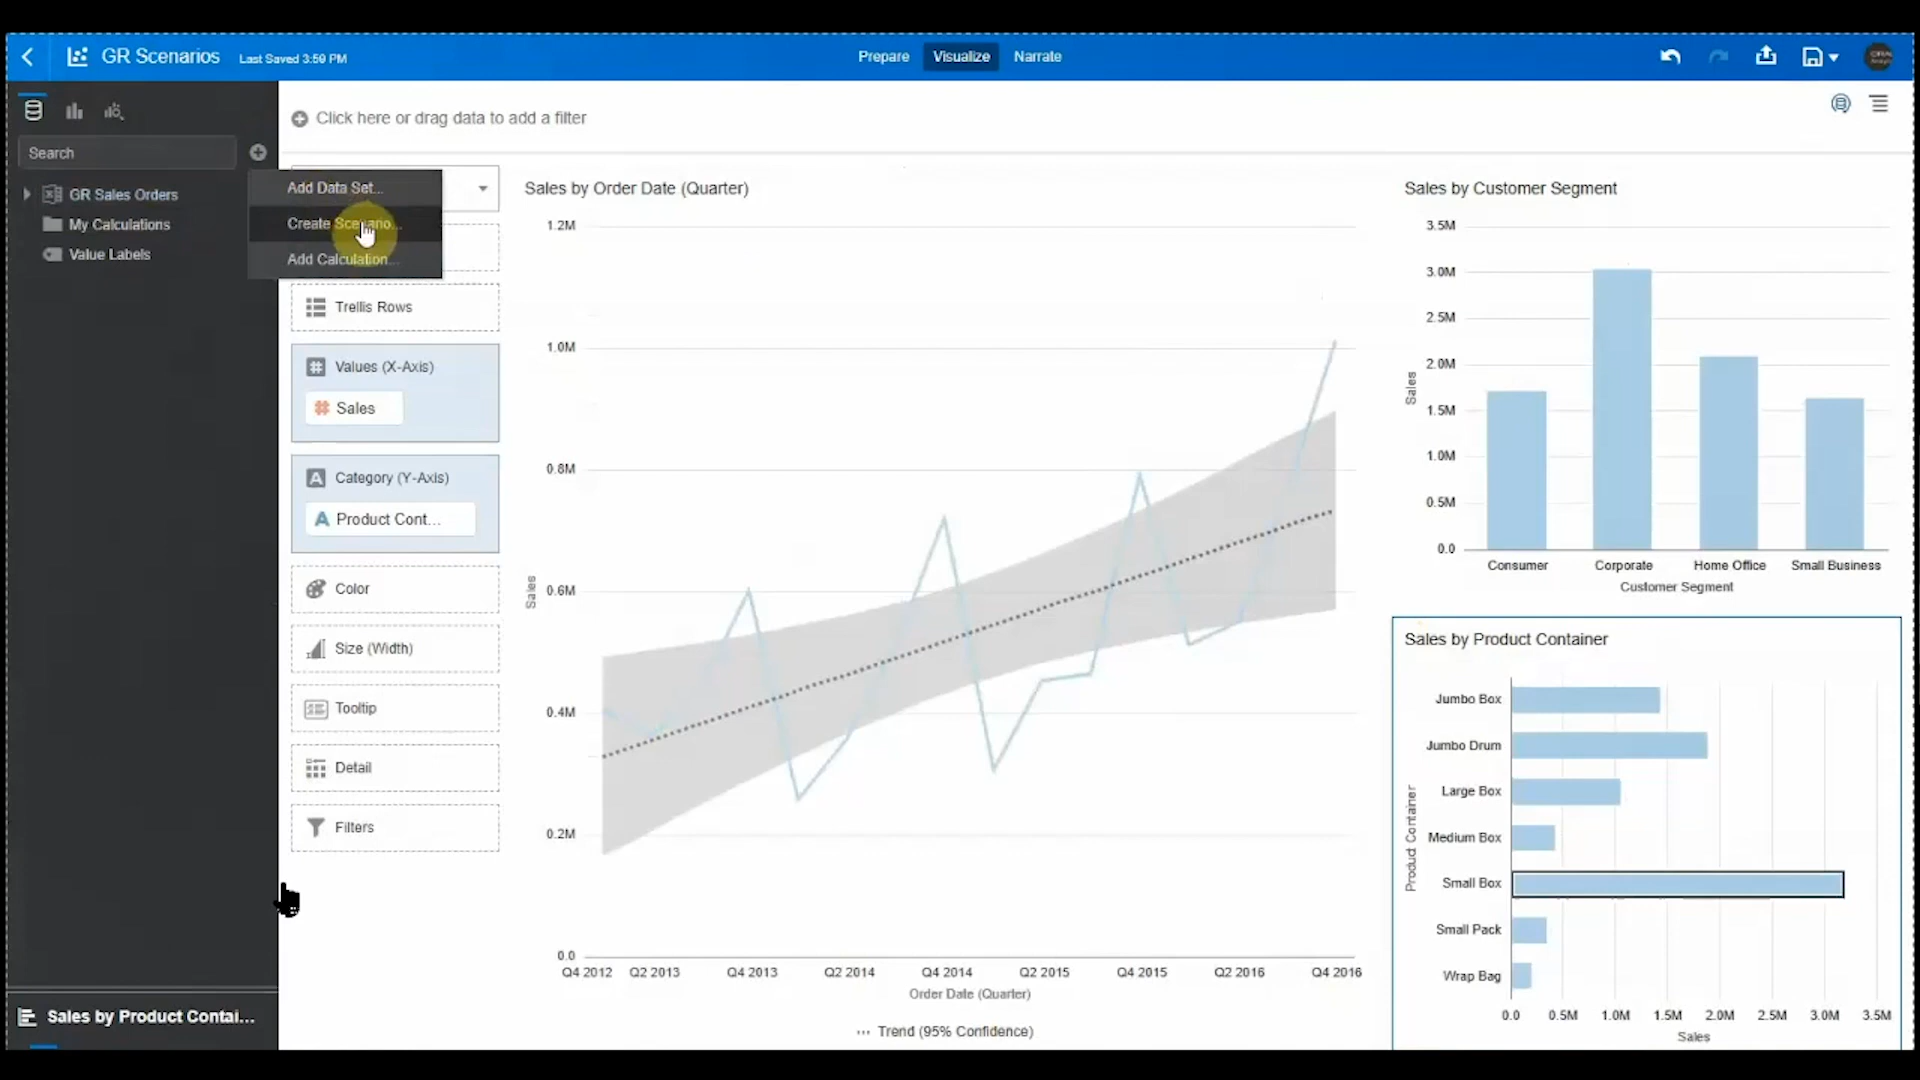 GR Scenarios
Last Saved 3:59 PM
Prepare
Visualize
Narrate
Search
GR Sales Orders
My Calculations
Value Labels
Add Data Set...
Create Scenario...
Add Calculation...
Click here or drag data to add a filter
Trellis Rows
Values (X-Axis)
Sales
Category (Y-Axis)
Product Cont...
Color
Size (Width)
Tooltip
Detail
Filters
Sales by Product Contai...
Sales by Order Date (Quarter)
1.2M
1.0M
0.8M
0.6M
0.4M
0.2M
0.0
Sales
Q4 2012 Q2 2013 Q4 2013 Q2 2014 Q4 2014 Q2 2015 Q4 2015 Q2 2016 Q4 2016
Order Date (Quarter)
Trend (95% Confidence)
Sales by Customer Segment
3.5M
3.0M
2.5M
2.0M
1.5M
1.0M
0.5M
0.0
Sales
Consumer Corporate Home Office Small Business
Customer Segment
Sales by Product Container
Jumbo Box
Jumbo Drum
Large Box
Medium Box
Small Box
Small Pack
Wrap Bag
Product Container
0.0 0.5M 1.0M 1.5M 2.0M 2.5M 3.0M 3.5M
Sales